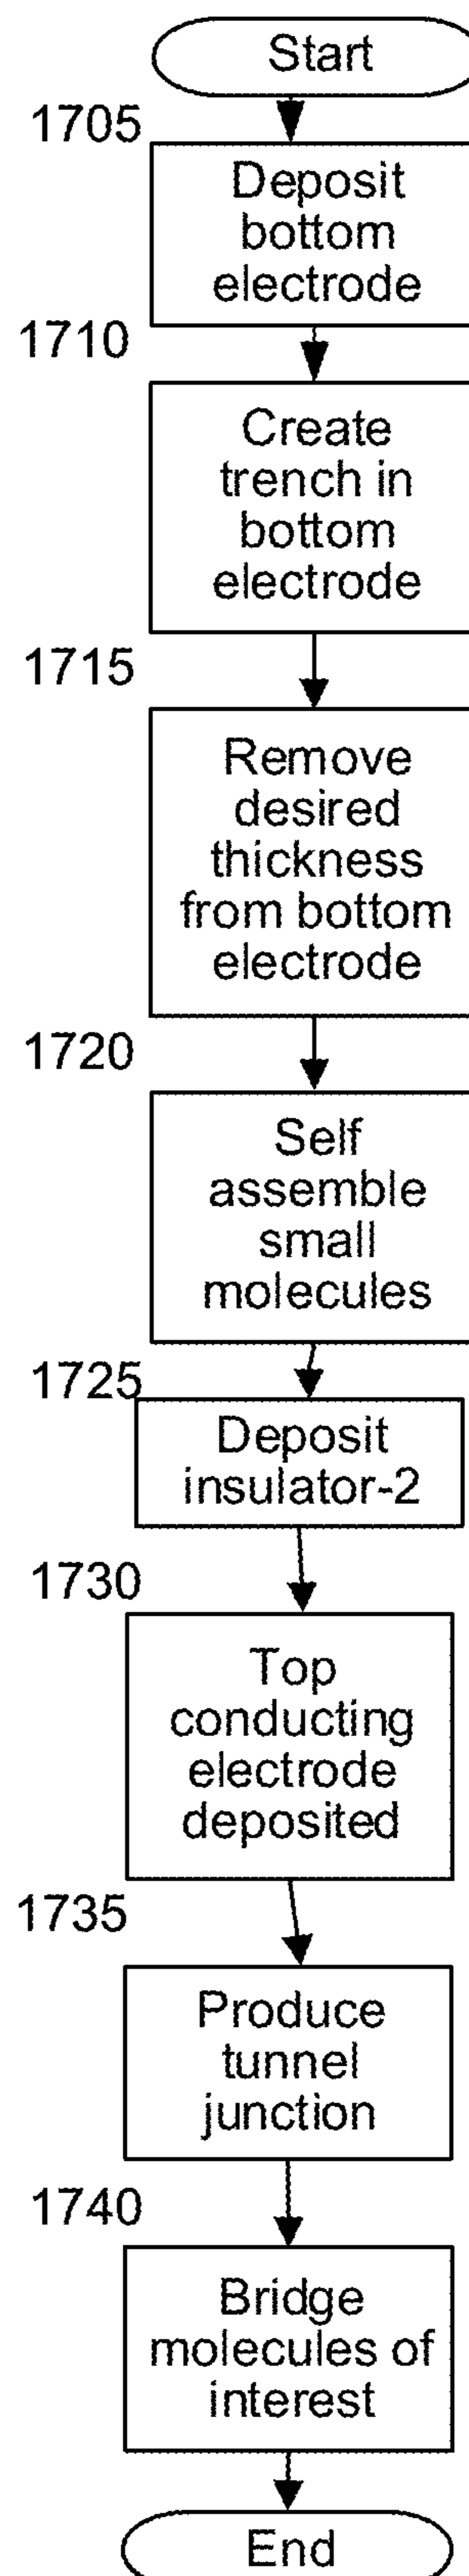 Start
1705
Deposit
bottom
electrode
1710
Create
trench in
bottom
electrode
1715
Remove
desired
thickness
from bottom
electrode
1720
Self
assemble
small
molecules
1725
Deposit
insulator-2
1730
Top
conducting
electrode
deposited
1735
Produce
tunnel
junction
1740
Bridge
molecules of
interest
End